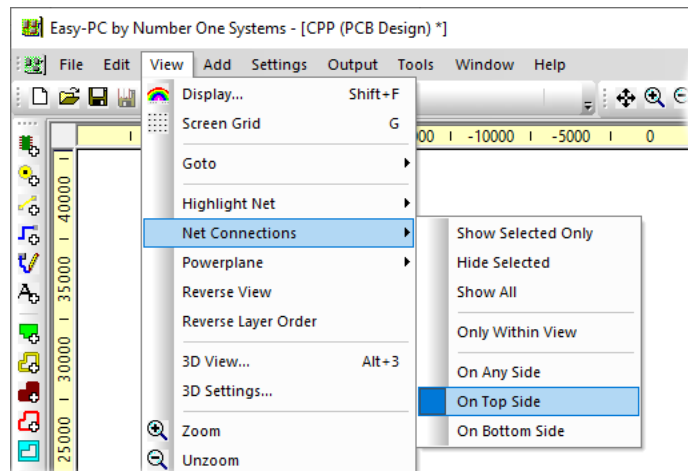 Easy-PC by Number One Systems - [CPP (PCB Design) *]
File Edit View Add Settings Output Tools Window Help
Display... Shift+F
Screen Grid G
00 -10000 -5000 0
Goto
Highlight Net
Net Connections
Powerplane
Reverse View
Reverse Layer Order
3D View... Alt+3
3D Settings...
Zoom
Unzoom
Show Selected Only
Hide Selected
Show All
Only Within View
On Any Side
On Top Side
On Bottom Side
40000
35000
30000
25000